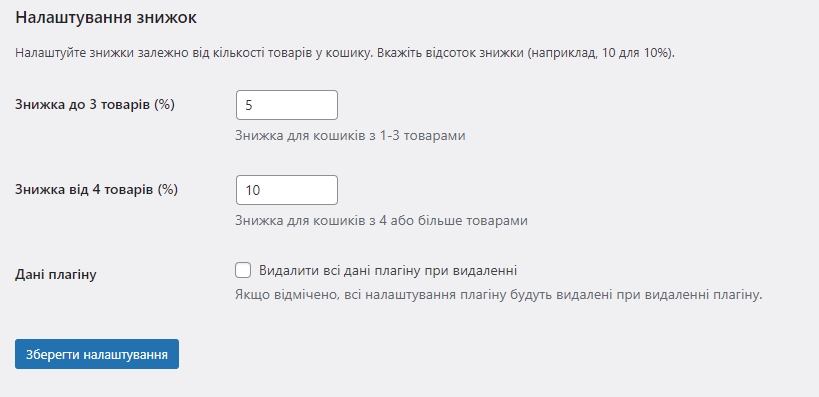 Налаштування знижок
Налаштуйте знижки залежно від кількості товарів у кошику. Вкажіть відсоток знижки (наприклад, 10 для 10%).
Знижка до 3 товарів (%)
5
Знижка для кошиків з 1-3 товарами
Знижка від 4 товарів (%)
10
Знижка для кошиків з 4 або більше товарами
Дані плагіну
Видалити всі дані плагіну при видаленні
Якщо відмічено, всі налаштування плагіну будуть видалені при видаленні плагіну.
Зберегти налаштування